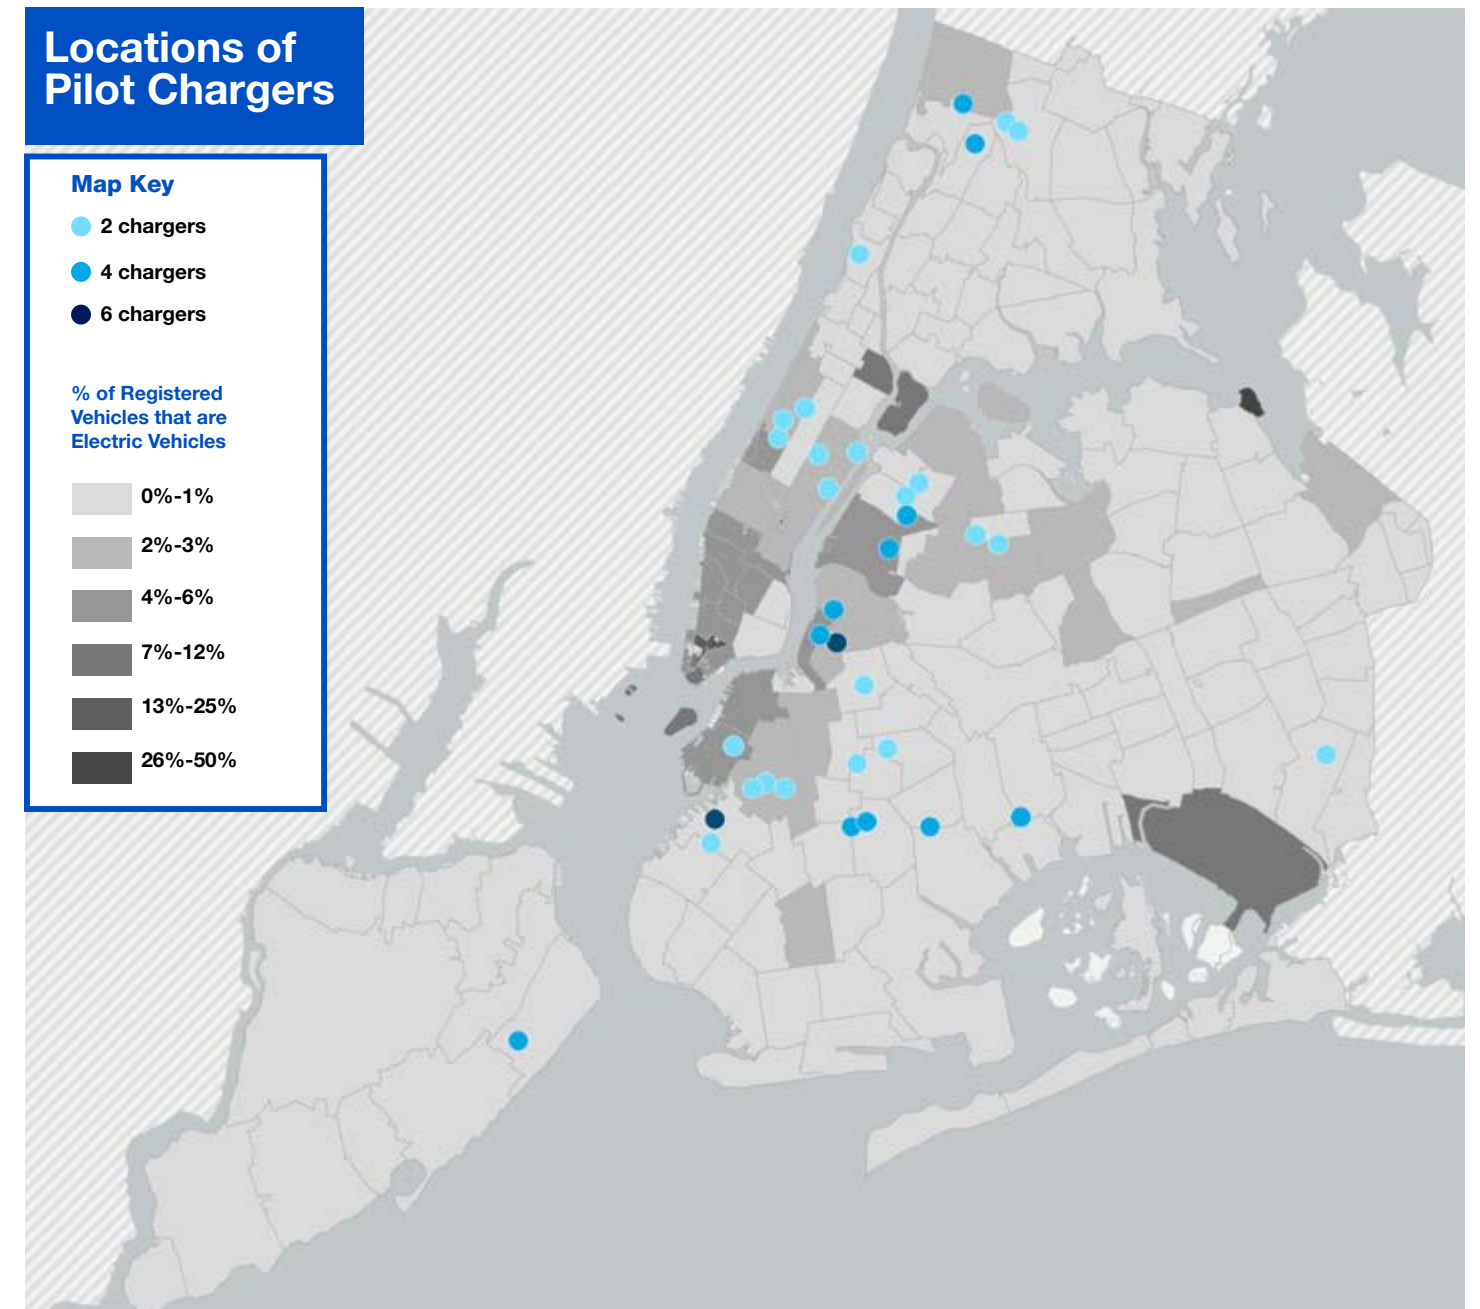 Locations of
Pilot Chargers
Map Key
2 chargers
4 chargers
6 chargers
% of Registered
Vehicles that are
Electric Vehicles
0%-1%
2%-3%
4%-6%
7%-12%
13%-25%
26%-50%